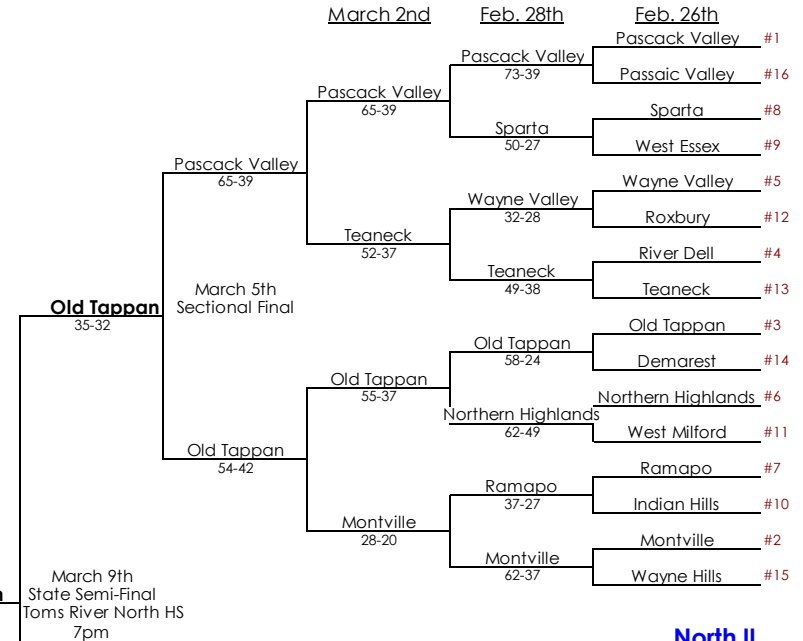 March 2nd Feb. 28th Feb. 26th
Pascack Valley #1
Pascack Valley
73-39
Passaic Valley #16
Pascack Valley
65-39
Sparta #8
Sparta
50-27
West Essex #9
Pascack Valley
65-39
Wayne Valley #5
Wayne Valley
32-28
Roxbury #12
Teaneck
52-37
River Dell #4
Teaneck
49-38
Teaneck #13
March 5th
Sectional Final
Old Tappan
35-32
Old Tappan #3
Old Tappan
58-24
Demarest #14
Old Tappan
55-37
Northern Highlands #6
Northern Highlands
62-49
West Milford #11
Old Tappan
54-42
Ramapo #7
Ramapo
37-27
Indian Hills #10
Montville
28-20
Montville #2
Montville
62-37
Wayne Hills #15
March 9th
State Semi-Final
Toms River North HS
7pm
North II